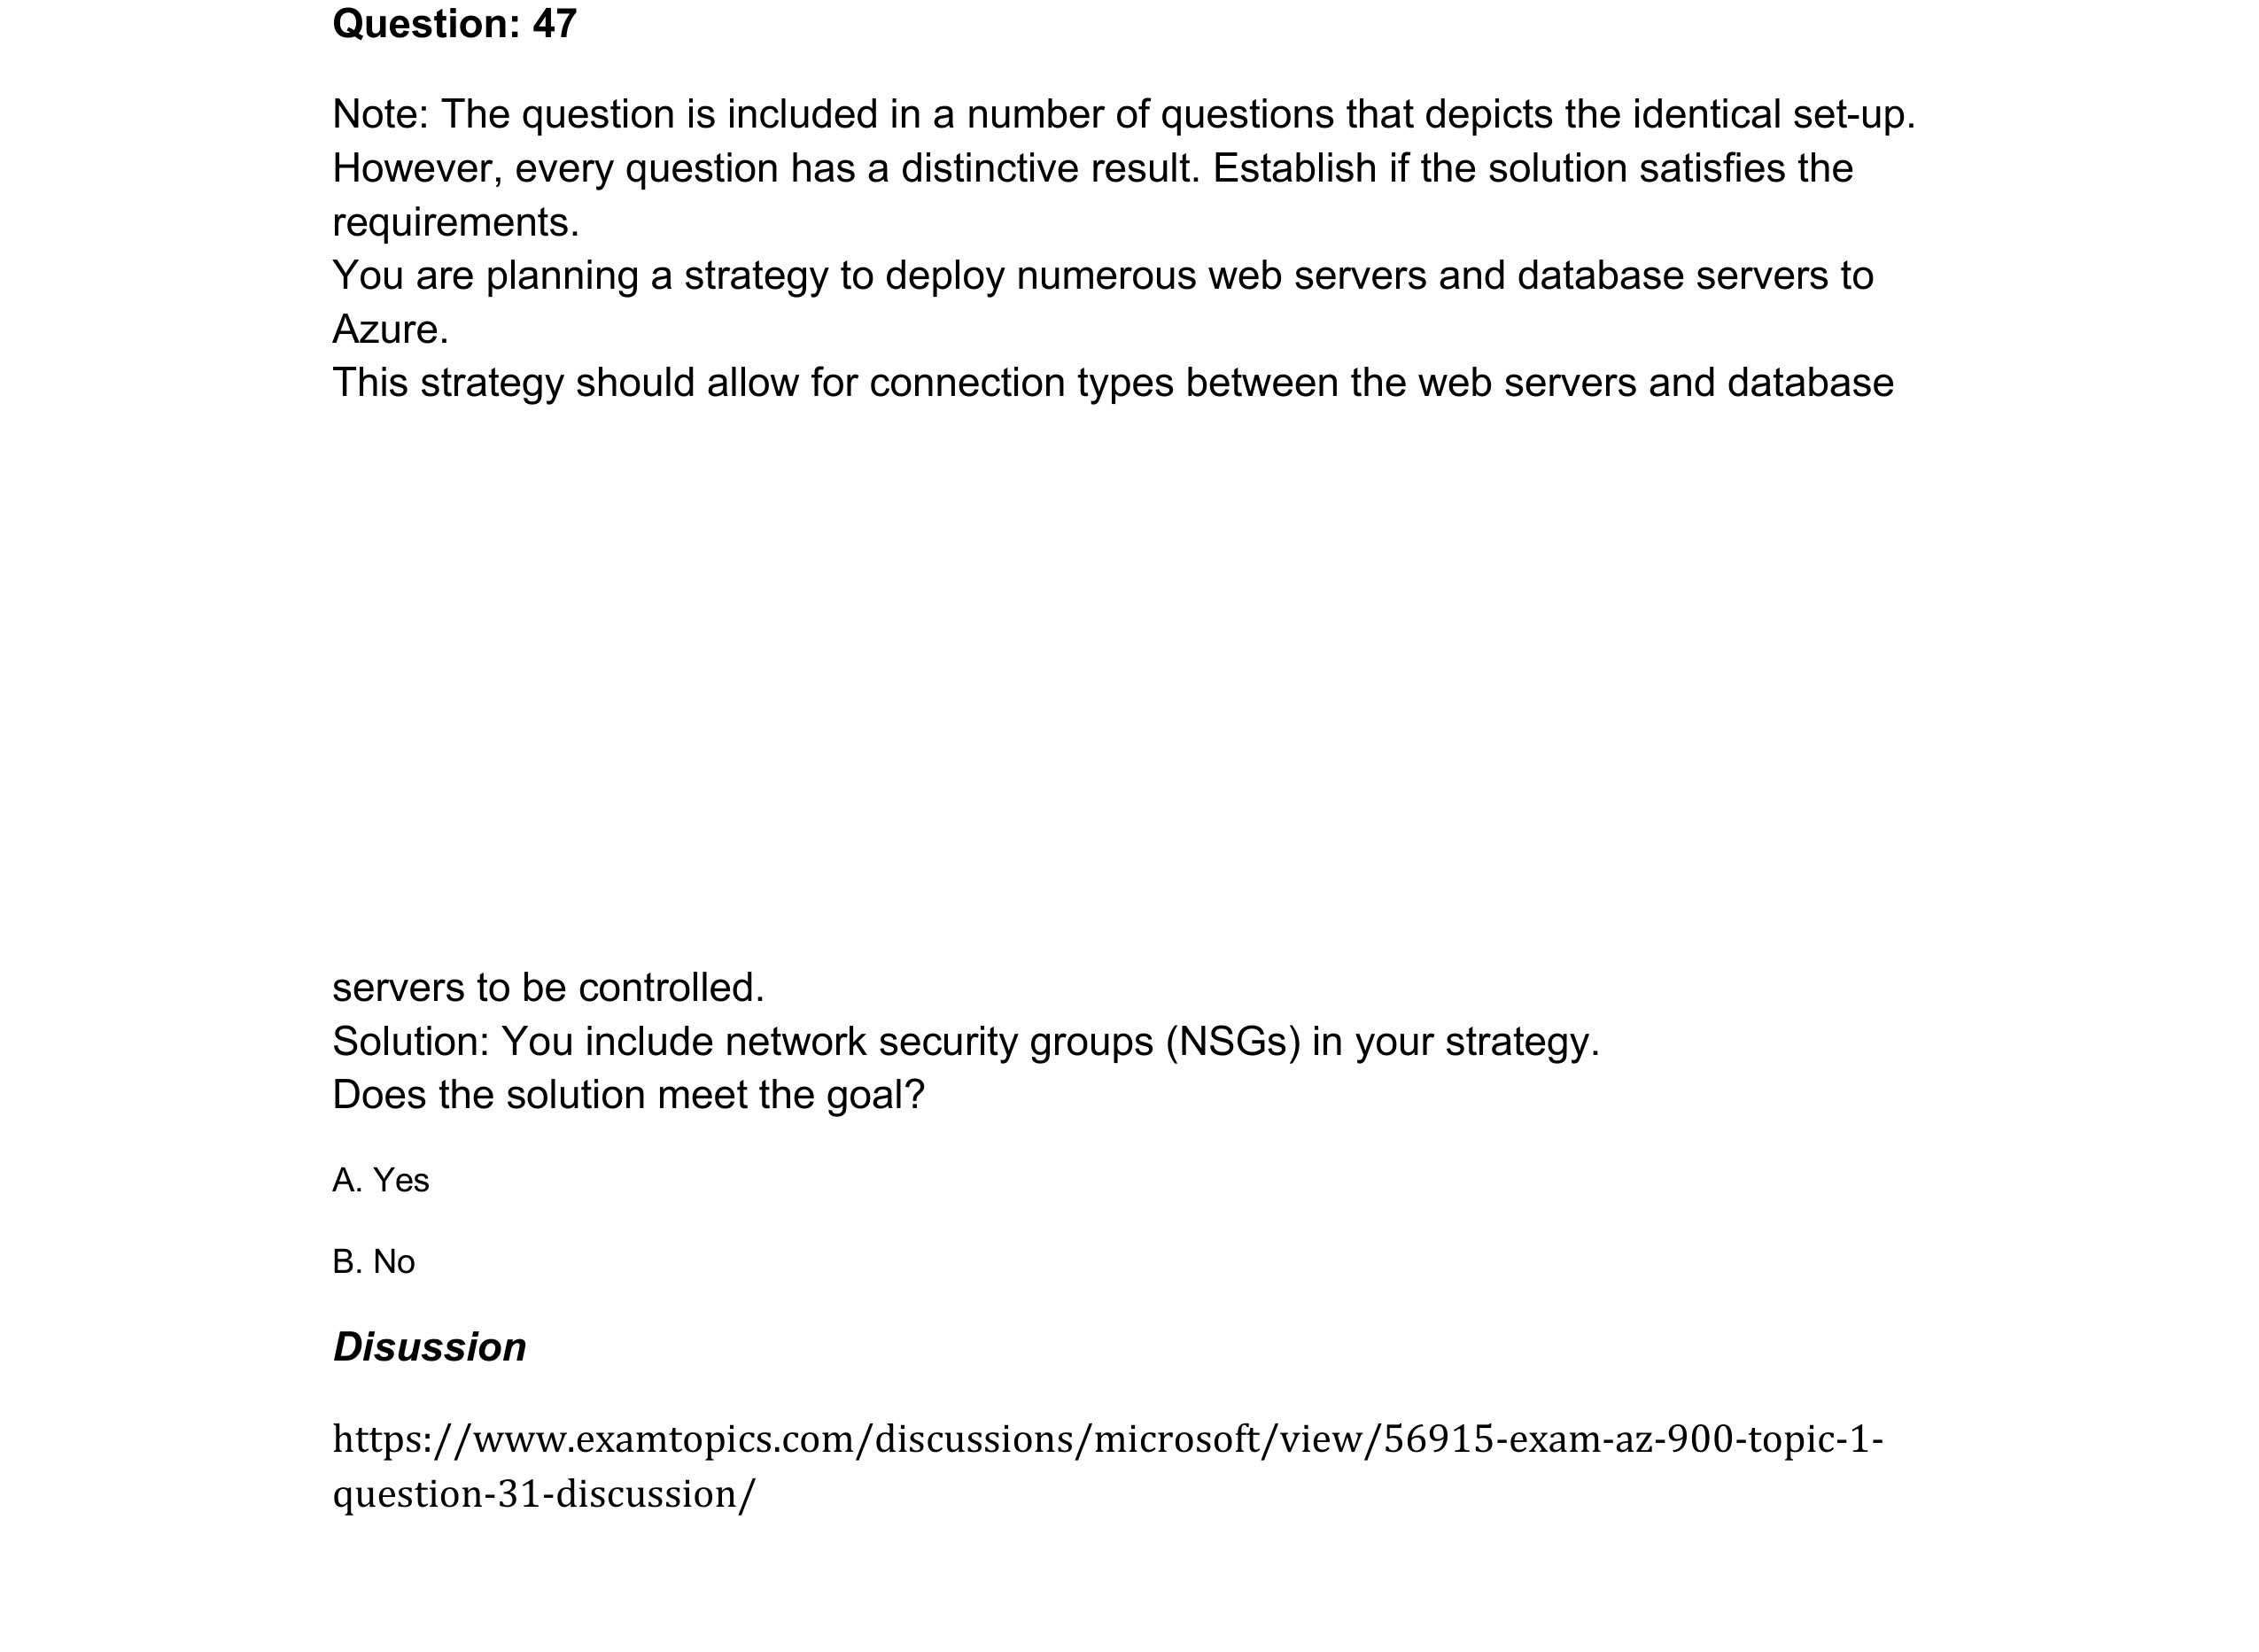 Question: 47
Note: The question is included in a number of questions that depicts the identical set-up.
However, every question has a distinctive result. Establish if the solution satisfies the
requirements.
You are planning a strategy to deploy numerous web servers and database servers to
Azure.
This strategy should allow for connection types between the web servers and database
servers to be controlled.
Solution: You include network security groups (NSGs) in your strategy.
Does the solution meet the goal?
A. Yes
B. No
Disussion
https://www.examtopics.com/discussions/microsoft/view/56915-exam-az-900-topic-1-
question-31-discussion/